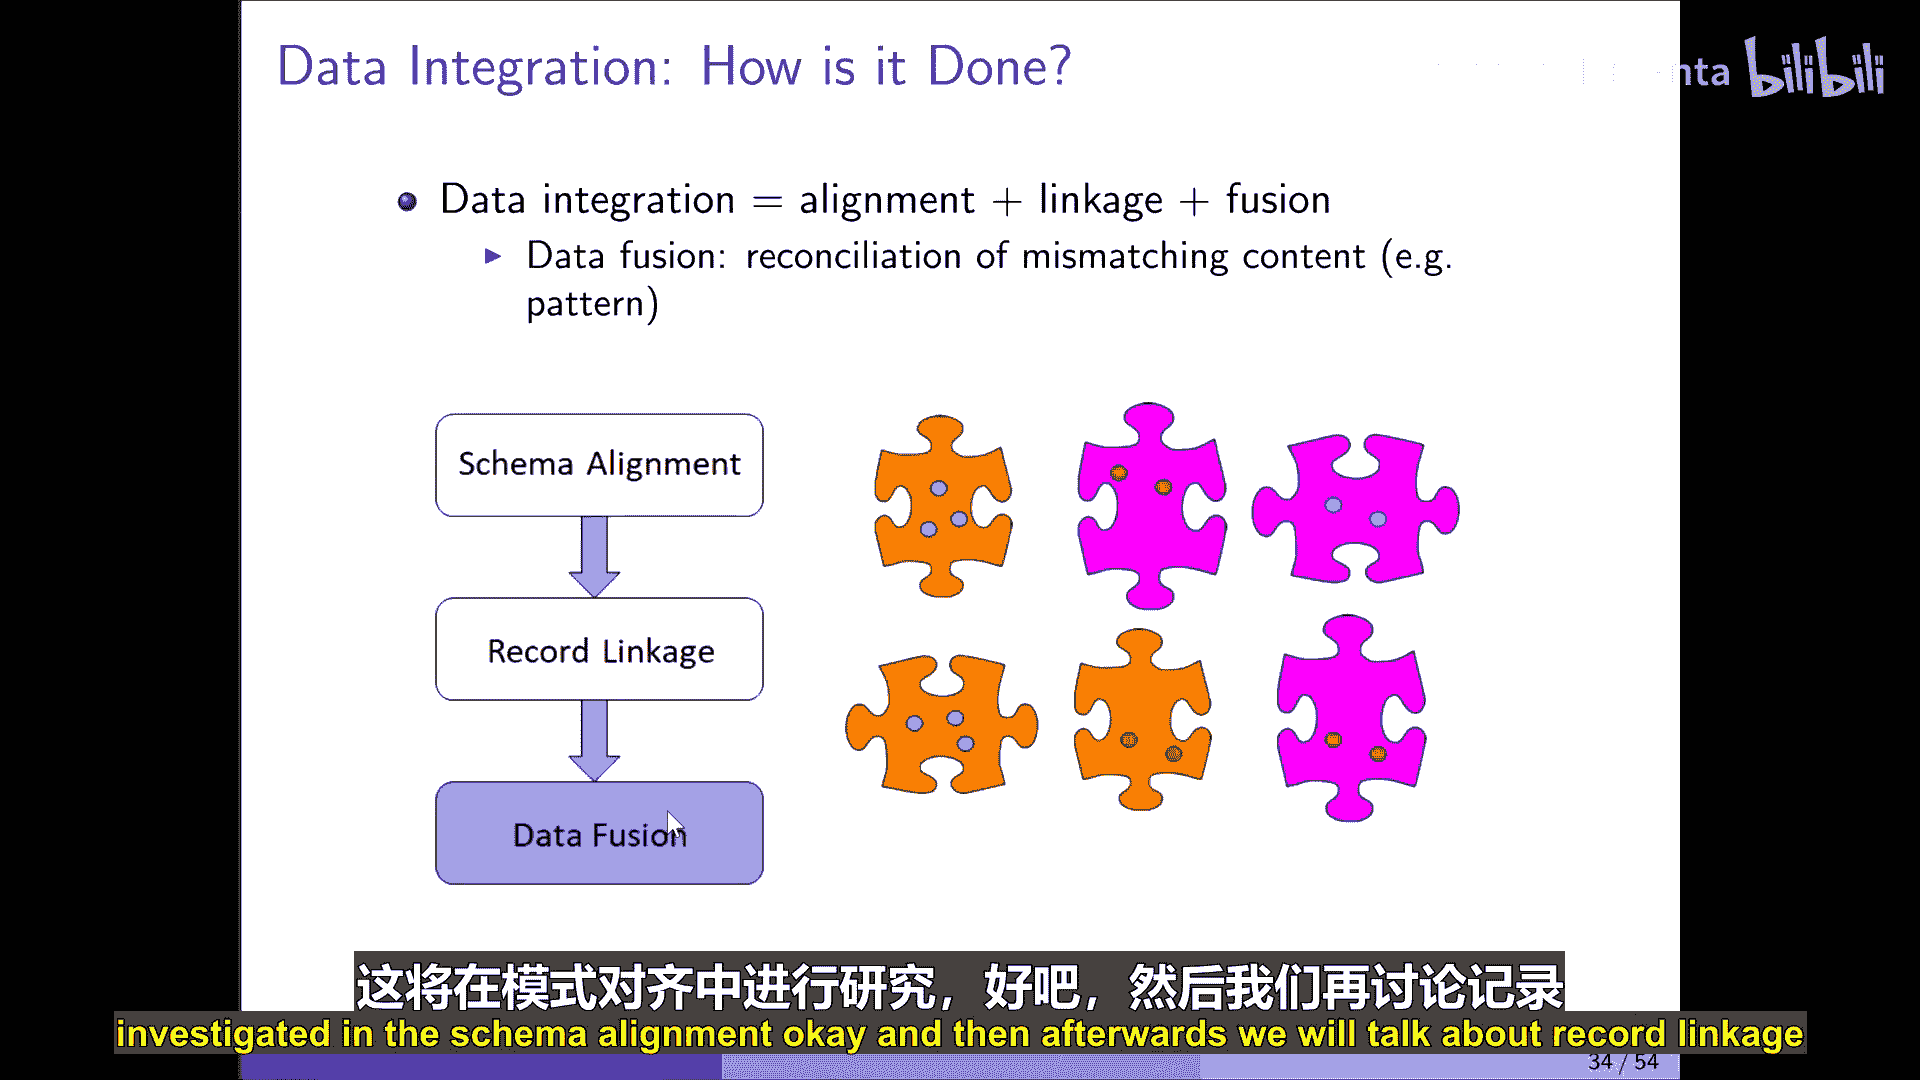 Data Integration: How is it Done?
nta bilibili
Data integration = alignment + linkage + fusion
Data fusion: reconciliation of mismatching content (e.g.
pattern)
Schema Alignment
Record Linkage
Data Fusion
这将在模式对齐中进行研究，好吧，然后我们再讨论记录
investigated in the schema alignment okay and then afterwards we will talk about record linkage
34 / 54